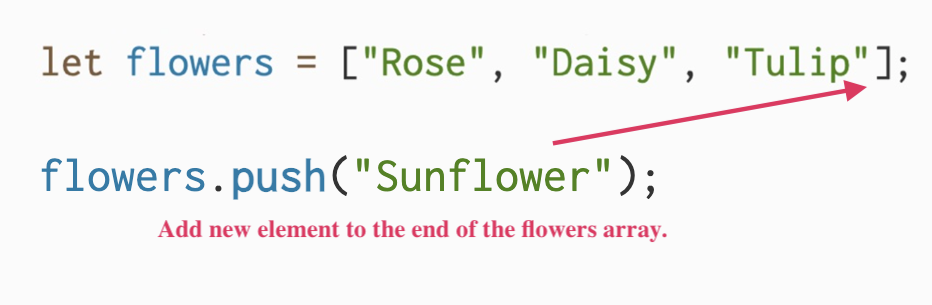 let flowers = ["Rose", "Daisy", "Tulip"];
flowers.push("Sunflower");
Add new element to the end of the flowers array.